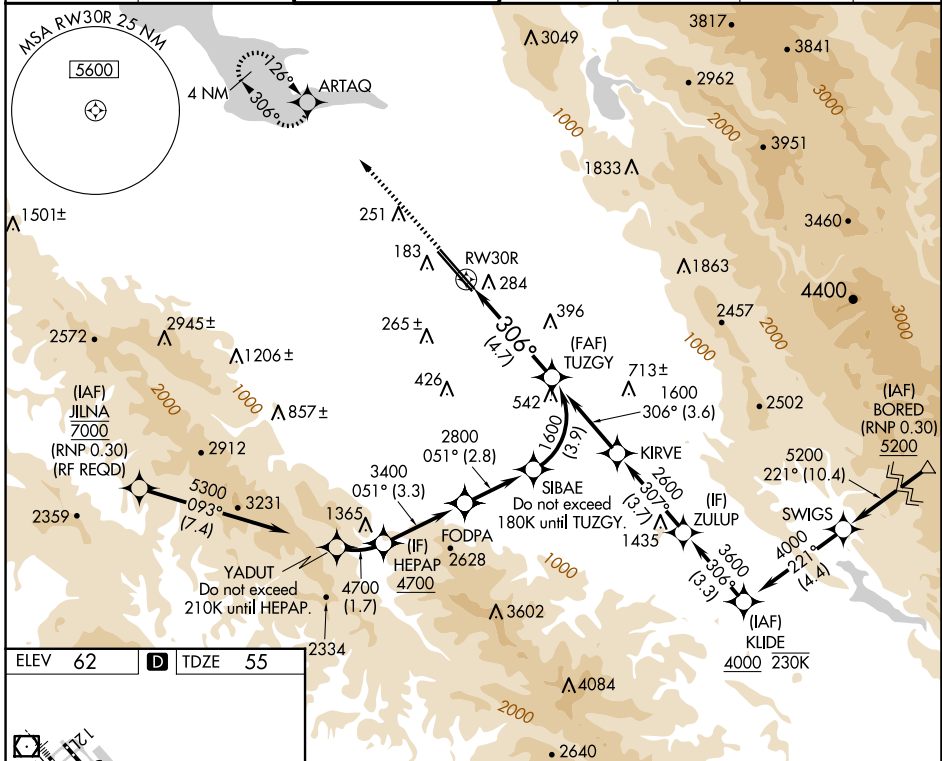 MSA RW30R 25 NM
5600
4 NM
126°
306°
ARTAQ
3049
3817
3841
2962
3000
1000
2000
3951
1833
1501±
251
3460
183
RW30R
284
1863
4400
265±
306°
(4.7)
396
2457
2000
3000
1000
2572
2945±
1206±
(FAF)
TUZGY
426
542
713±
1600
306° (3.6)
2502
(IAF)
BORED
(RNP 0.30)
5200
(IAF)
JILNA
7000
(RNP 0.30)
(RF REQD)
2000
1000
857±
2912
2800
051° (2.8)
1600
(3.9)
KIRVE
5200
221° (10.4)
5300
093°
(7.4)
3231
3400
051° (3.3)
SIBAE
Do not exceed
180K until TUZGY.
2600
307°
(3.7)
(IF)
ZULUP
SWIGS
2359
1365
FODPA
1435
4000
221°
(4.4)
YADUT
Do not exceed
210K until HEPAP.
4700
(1.7)
(IF)
HEPAP
4700
2628
1000
3600
306°
(3.3)
3602
(IAF)
KLIDE
4000 230K
2334
ELEV 62 D TDZE 55
4084
2000
12L
2640